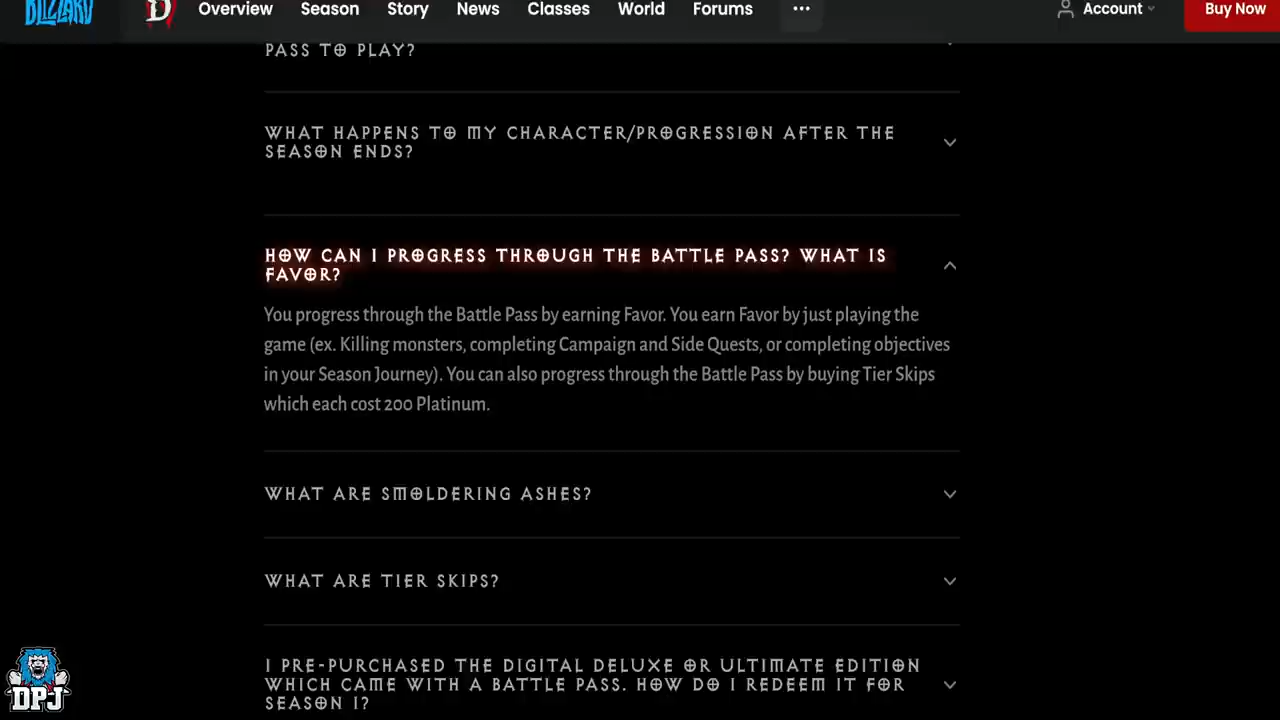 BLIZZARD D Overview Season Story News Classes World Forums ... Account Buy Now
PASS TO PLAY?
WHAT HAPPENS TO MY CHARACTER/PROGRESSION AFTER THE
SEASON ENDS?
HOW CAN I PROGRESS THROUGH THE BATTLE PASS? WHAT IS
FAVOR?
You progress through the Battle Pass by earning Favor. You earn Favor by just playing the
game (ex. Killing monsters, completing Campaign and Side Quests, or completing objectives
in your Season Journey). You can also progress through the Battle Pass by buying Tier Skips
which each cost 200 Platinum.
WHAT ARE SMOLDERING ASHES?
WHAT ARE TIER SKIPS?
I PRE-PURCHASED THE DIGITAL DELUXE OR ULTIMATE EDITION
WHICH CAME WITH A BATTLE PASS. HOW DO I REDEEM IT FOR
SEASON 1?
DPJ